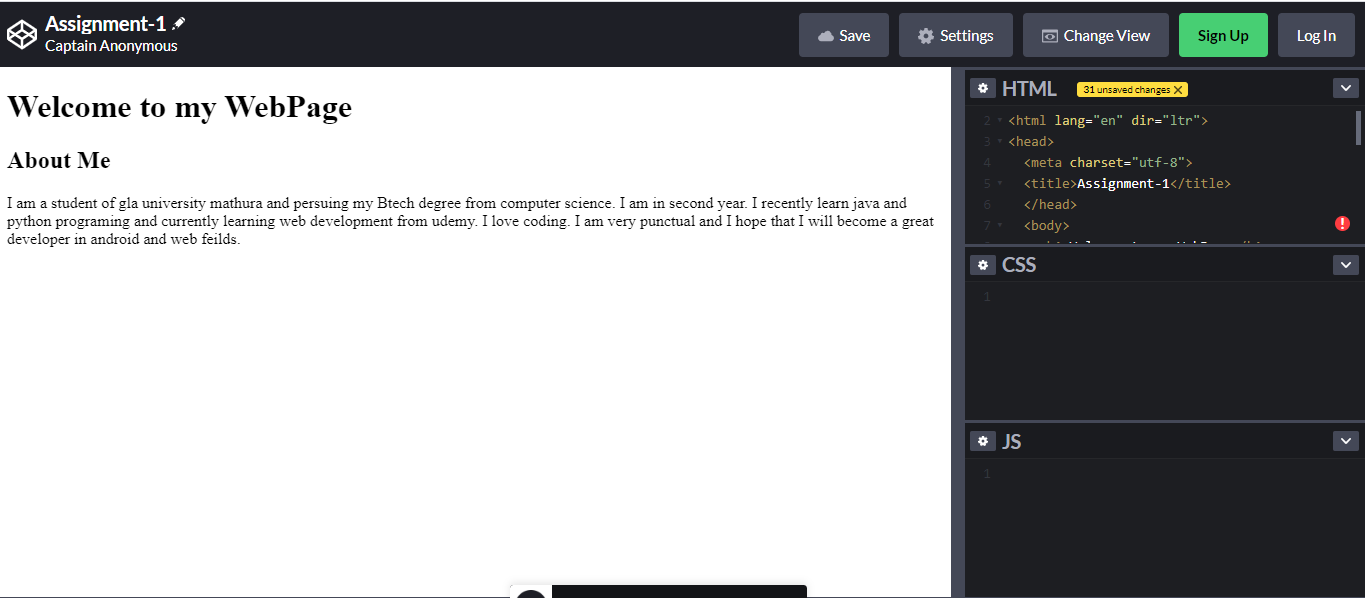 Assignment-1
Captain Anonymous
Save
Settings
Change View
Sign Up
Log In
Welcome to my WebPage
About Me
I am a student of gla university mathura and persuing my Btech degree from computer science. I am in second year. I recently learn java and
python programing and currently learning web development from udemy. I love coding. I am very punctual and I hope that I will become a great
developer in android and web feilds.
HTML
31 unsaved changes X
2 <html lang="en" dir="ltr">
3 <head>
4 <meta charset="utf-8">
5 <title>Assignment-1</title>
6 </head>
7 <body>
CSS
1
JS
1